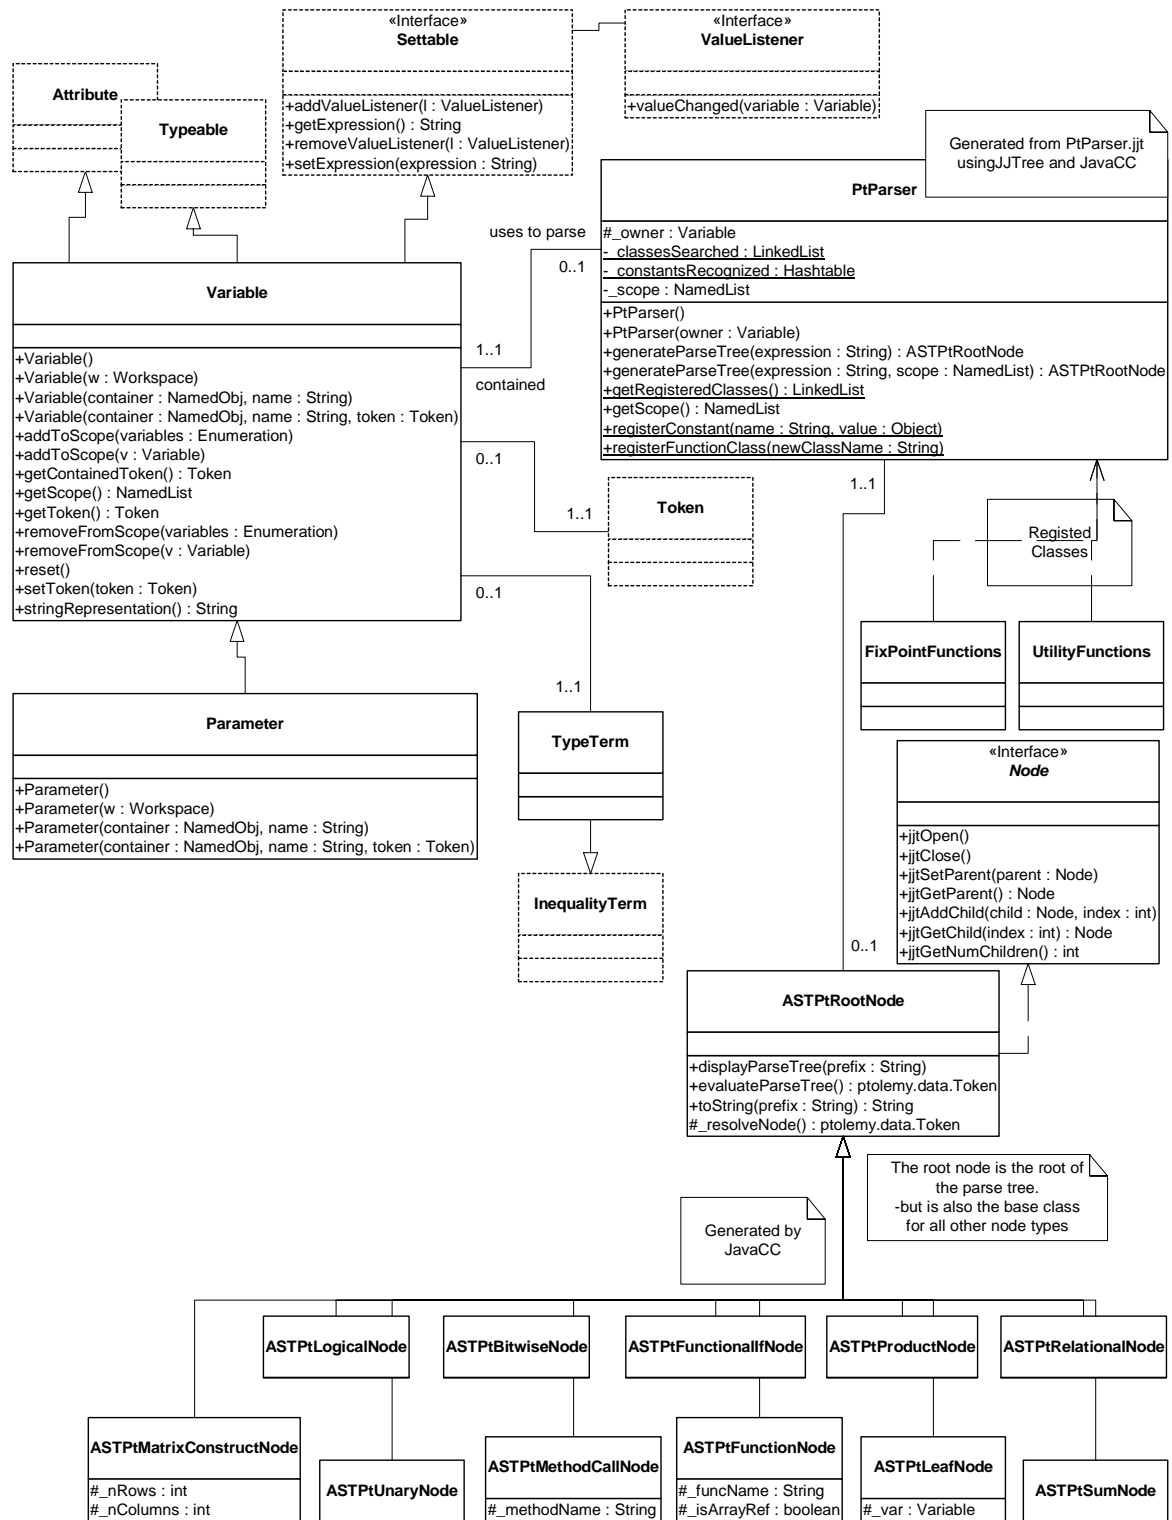 «Interface»
Settable
+addValueListener(l : ValueListener)
+getExpression() : String
+removeValueListener(l : ValueListener)
+setExpression(expression : String)
«Interface»
ValueListener
+valueChanged(variable : Variable)
Attribute
Typeable
Generated from PtParser.jjt
usingJJTree and JavaCC
PtParser
#_owner : Variable
-_classesSearched : LinkedList
-_constantsRecognized : Hashtable
-_scope : NamedList
+PtParser()
+PtParser(owner : Variable)
+generateParseTree(expression : String) : ASTPtRootNode
+generateParseTree(expression : String, scope : NamedList) : ASTPtRootNode
+getRegisteredClasses() : LinkedList
+getScope() : NamedList
+registerConstant(name : String, value : Object)
+registerFunctionClass(newClassName : String)
uses to parse
0..1
1..1
contained
Variable
+Variable()
+Variable(w : Workspace)
+Variable(container : NamedObj, name : String)
+Variable(container : NamedObj, name : String, token : Token)
+addToScope(variables : Enumeration)
+addToScope(v : Variable)
+getContainedToken() : Token
+getScope() : NamedList
+getToken() : Token
+removeFromScope(variables : Enumeration)
+removeFromScope(v : Variable)
+reset()
+setToken(token : Token)
+stringRepresentation() : String
0..1
1..1
Token
1..1
Registed
Classes
0..1
1..1
FixPointFunctions
UtilityFunctions
Parameter
+Parameter()
+Parameter(w : Workspace)
+Parameter(container : NamedObj, name : String)
+Parameter(container : NamedObj, name : String, token : Token)
TypeTerm
InequalityTerm
«Interface»
Node
+jjtOpen()
+jjtClose()
+jjtSetParent(parent : Node)
+jjtGetParent() : Node
+jjtAddChild(child : Node, index : int)
+jjtGetChild(index : int) : Node
+jjtGetNumChildren() : int
0..1
ASTPtRootNode
+displayParseTree(prefix : String)
+evaluateParseTree() : ptolemy.data.Token
+toString(prefix : String) : String
#_resolveNode() : ptolemy.data.Token
The root node is the root of
the parse tree.
-but is also the base class
for all other node types
Generated by
JavaCC
ASTPtLogicalNode
ASTPtBitwiseNode
ASTPtFunctionalIfNode
ASTPtProductNode
ASTPtRelationalNode
ASTPtMatrixConstructNode
#_nRows : int
#_nColumns : int
ASTPtUnaryNode
ASTPtMethodCallNode
#_methodName : String
ASTPtFunctionNode
#_funcName : String
#_isArrayRef : boolean
ASTPtLeafNode
#_var : Variable
ASTPtSumNode